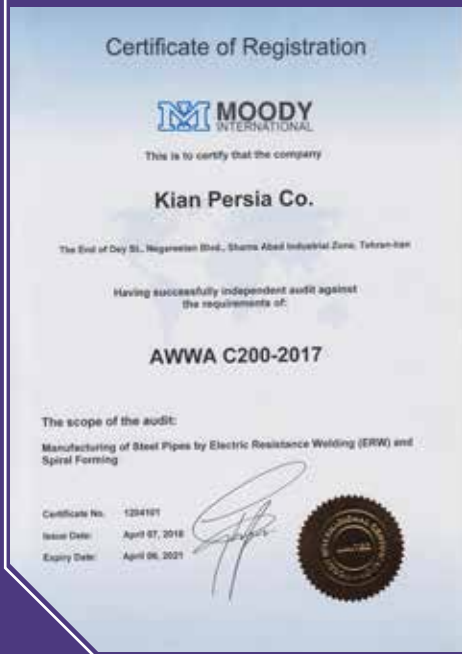 Certificate of Registration
MOODY
INTERNATIONAL
This is to certify that the company
Kian Persia Co.
The End of Dey St., Negarestan Blvd., Shams Abad Industrial Zone, Tehran-Iran
Having successfully independent audit against
the requirements of:
AWWA C200-2017
The scope of the audit:
Manufacturing of Steel Pipes by Electric Resistance Welding (ERW) and
Spiral Forming
Certificate No. 1204101
Issue Date: April 07, 2018
Expiry Date: April 06, 2021